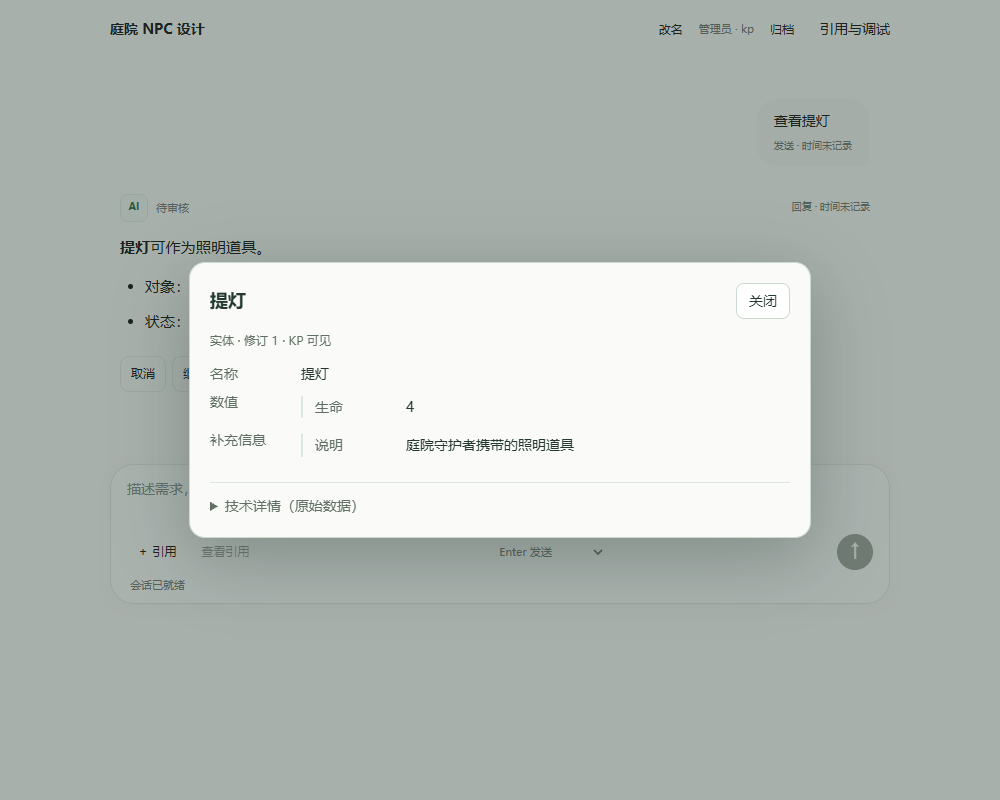 庭院 NPC 设计
改名 管理员 · kp 归档 引用与调试
查看提灯
发送 · 时间未记录
AI 待审核 回复 · 时间未记录
提灯可作为照明道具。
• 对象：
• 状态：
取消
提灯 关闭
实体 · 修订 1 · KP 可见
名称 提灯
数值 生命 4
补充信息 说明 庭院守护者携带的照明道具
▶ 技术详情（原始数据）
描述需求，
+ 引用 查看引用 Enter 发送 ↑
会话已就绪